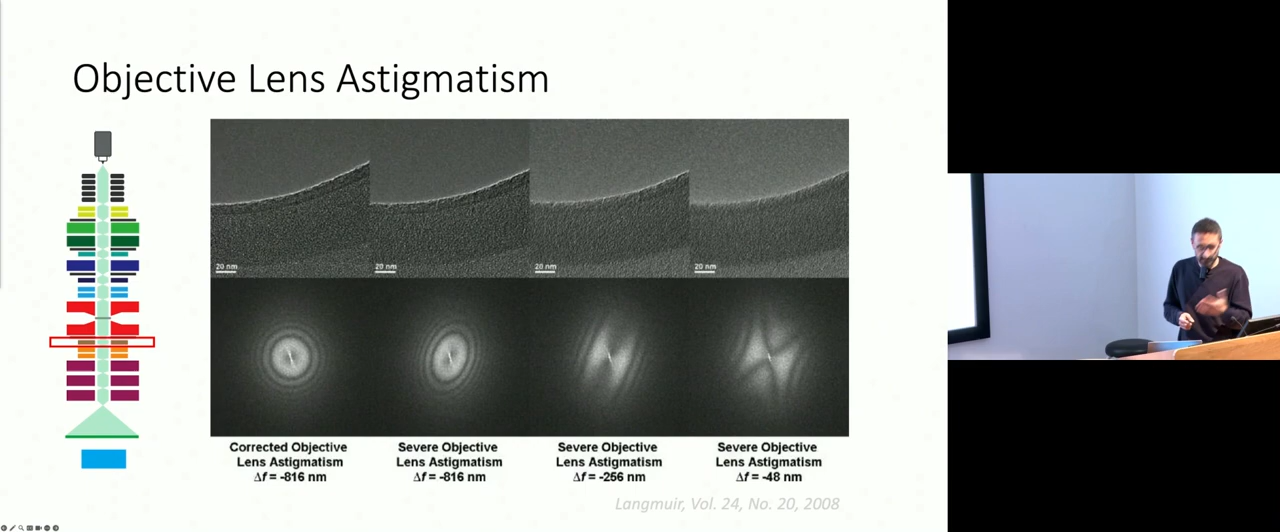 Objective Lens Astigmatism
20 nm
20 nm
20 nm
20 nm
Corrected Objective
Lens Astigmatism
Δf = -816 nm
Severe Objective
Lens Astigmatism
Δf = -816 nm
Severe Objective
Lens Astigmatism
Δf = -256 nm
Severe Objective
Lens Astigmatism
Δf = -48 nm
Langmuir, Vol. 24, No. 20, 2008